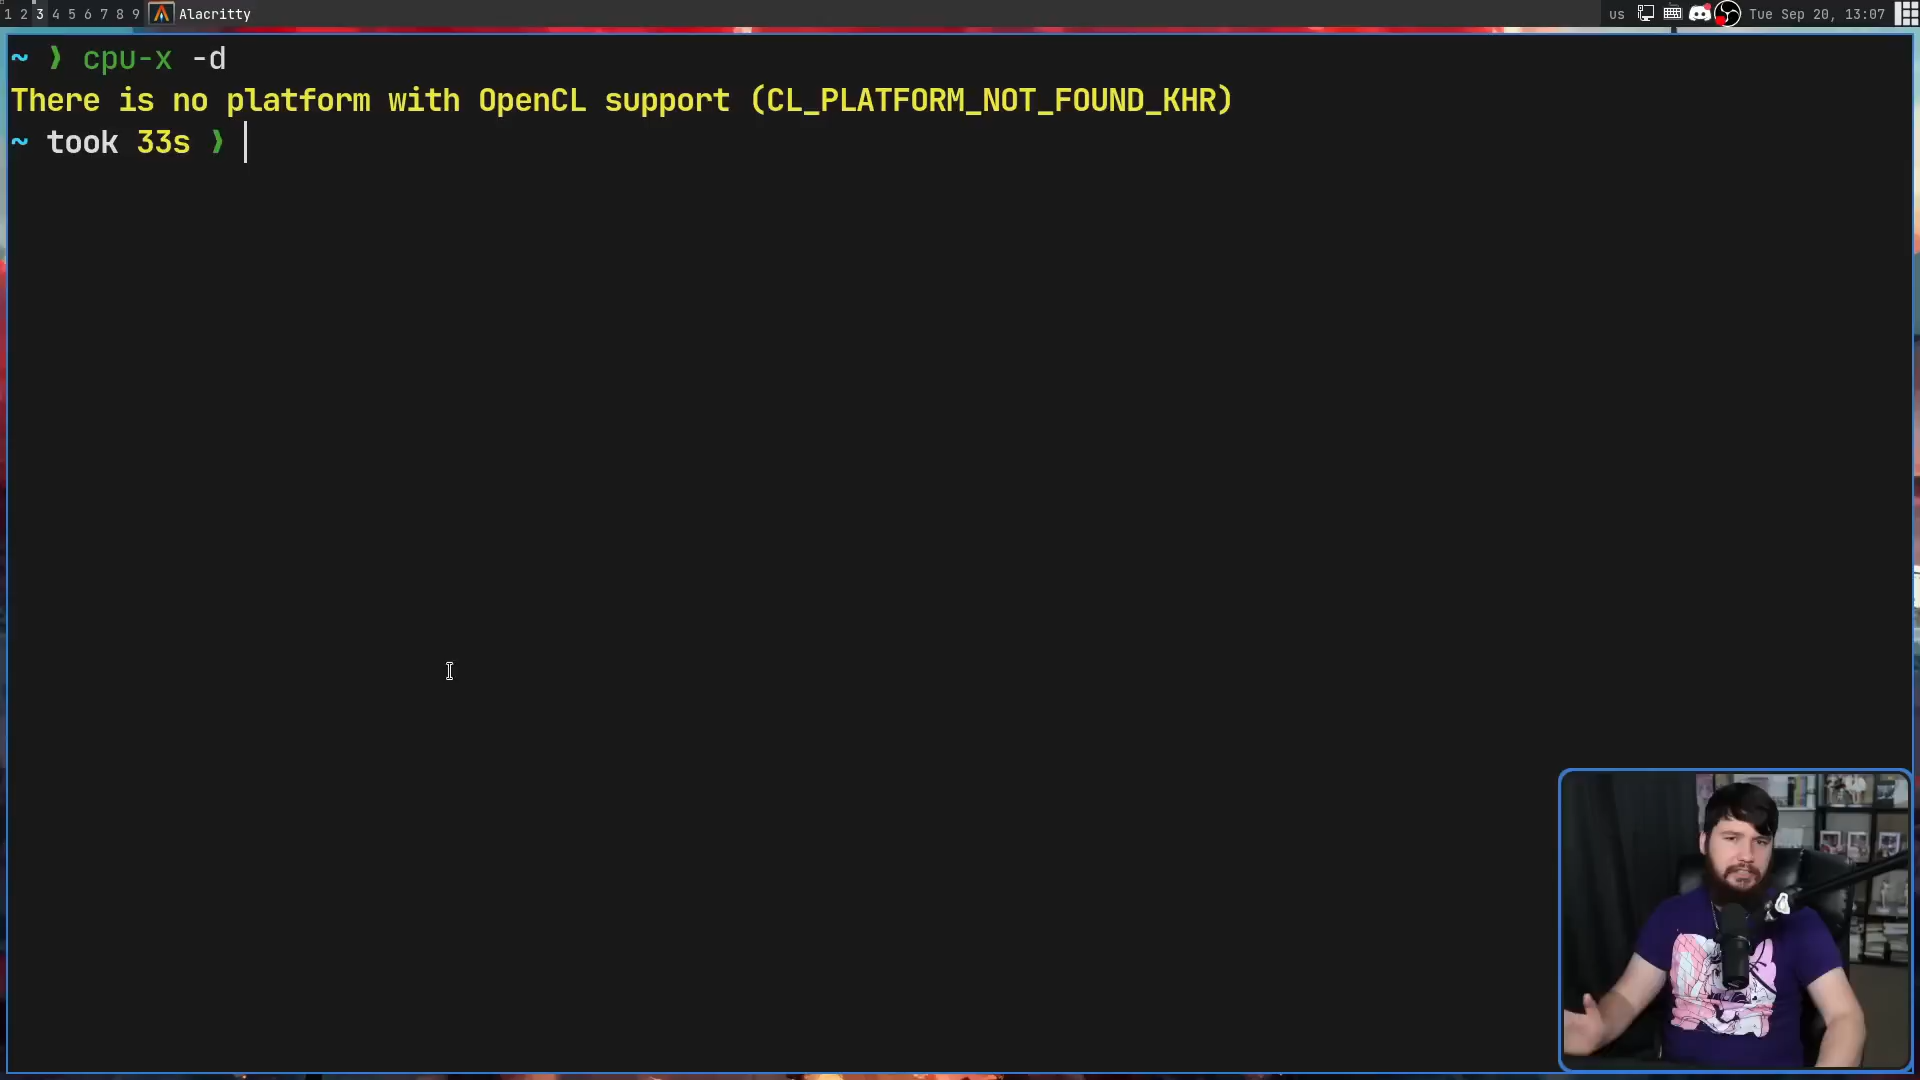 1 2 3 4 5 6 7 8 9 Alacritty us Tue Sep 20, 13:07
~ ❯ cpu-x -d
There is no platform with OpenCL support (CL_PLATFORM_NOT_FOUND_KHR)
~ took 33s ❯